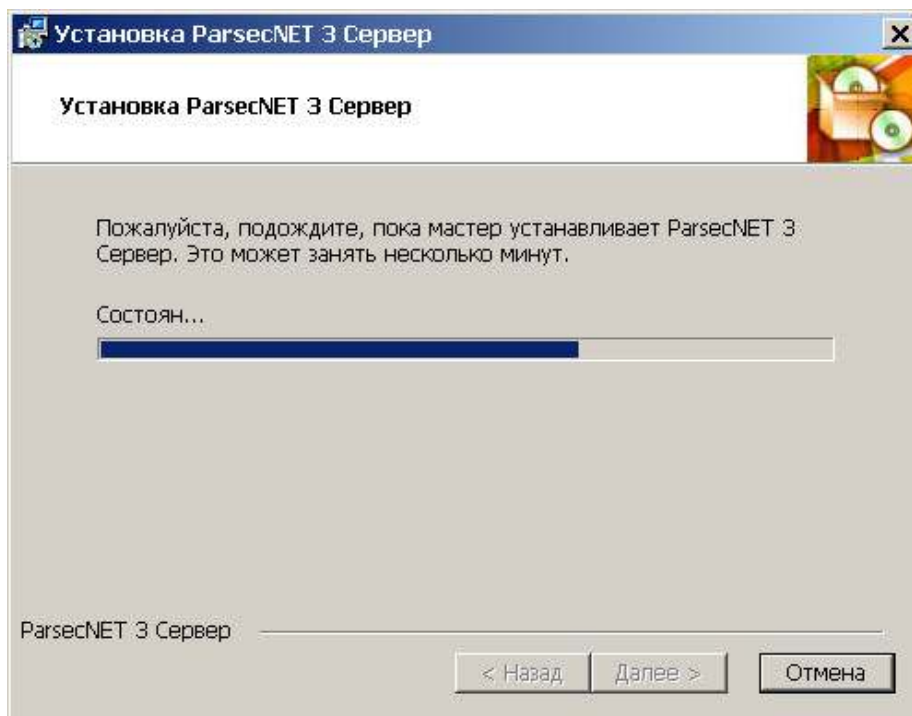 Установка ParsecNET 3 Сервер
Установка ParsecNET 3 Сервер
Пожалуйста, подождите, пока мастер устанавливает ParsecNET 3
Сервер. Это может занять несколько минут.
Состоян...
ParsecNET 3 Сервер
< Назад
Далее >
Отмена